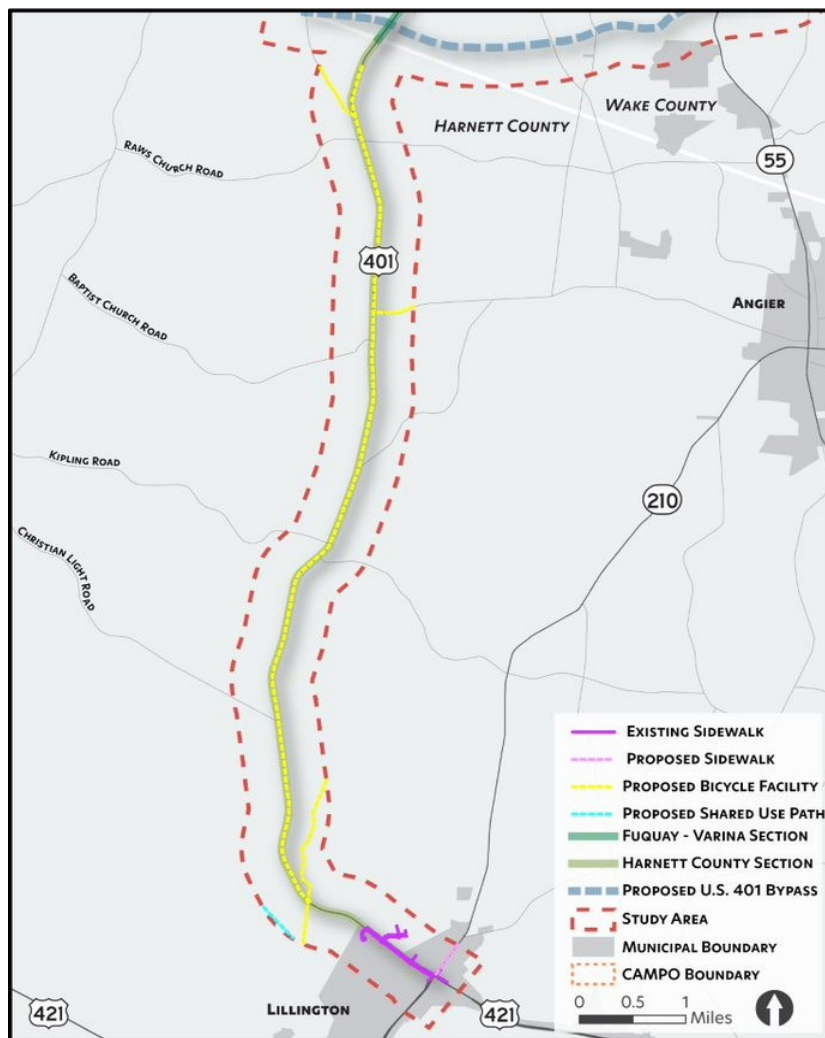 HARNETT COUNTY
WAKE COUNTY
RAWS CHURCH ROAD
55
401
BAPTIST CHURCH ROAD
ANGIER
KIPLING ROAD
210
CHRISTIAN LIGHT ROAD
EXISTING SIDEWALK
PROPOSED SIDEWALK
PROPOSED BICYCLE FACILITY
PROPOSED SHARED USE PATH
FUQUAY - VARINA SECTION
HARNETT COUNTY SECTION
PROPOSED U.S. 401 BYPASS
STUDY AREA
MUNICIPAL BOUNDARY
CAMPO BOUNDARY
0 0.5 1
Miles
LILLINGTON
421
421